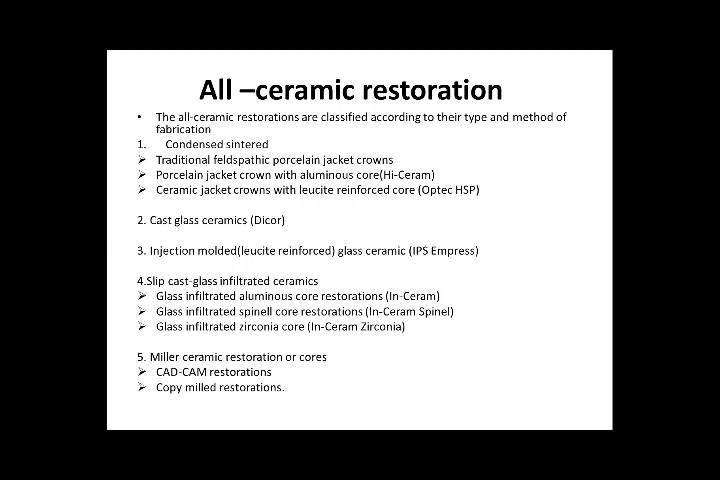 All –ceramic restoration
• The all-ceramic restorations are classified according to their type and method of
fabrication
1. Condensed sintered
➢ Traditional feldspathic porcelain jacket crowns
➢ Porcelain jacket crown with aluminous core(Hi-Ceram)
➢ Ceramic jacket crowns with leucite reinforced core (Optec HSP)
2. Cast glass ceramics (Dicor)
3. Injection molded(leucite reinforced) glass ceramic (IPS Empress)
4.Slip cast-glass infiltrated ceramics
➢ Glass infiltrated aluminous core restorations (In-Ceram)
➢ Glass infiltrated spinell core restorations (In-Ceram Spinel)
➢ Glass infiltrated zirconia core (In-Ceram Zirconia)
5. Miller ceramic restoration or cores
➢ CAD-CAM restorations
➢ Copy milled restorations.